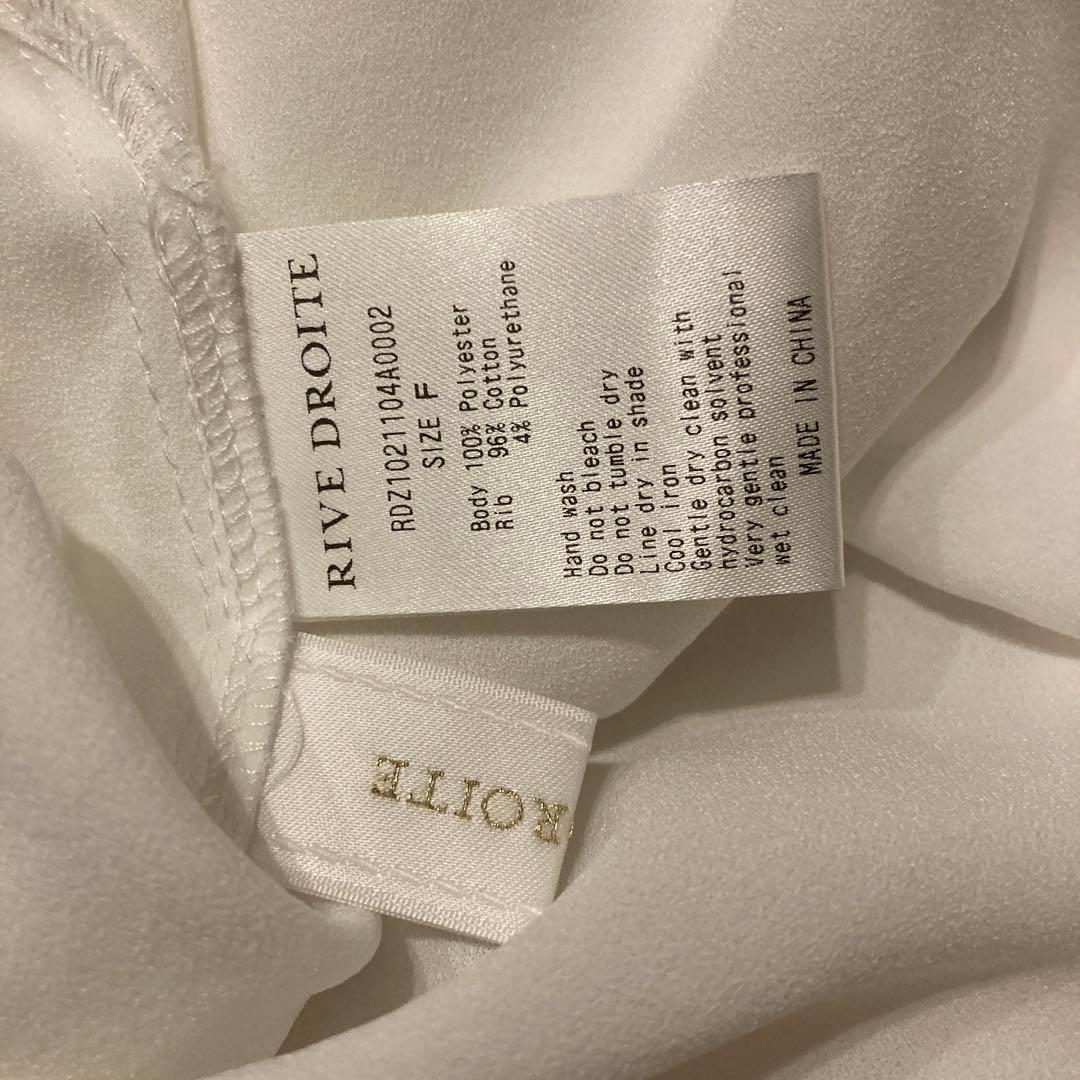 RIVE DROITE
RDZ1021104A0002
SIZE F
Body 100% Polyester
Rib 96% Cotton
4% Polyurethane
Hand wash
Do not bleach
Do not tumble dry
Line dry in shade
Cool iron
Gentle dry clean with
hydrocarbon solvent
Very gentle professional
wet clean
MADE IN CHINA
ROITE